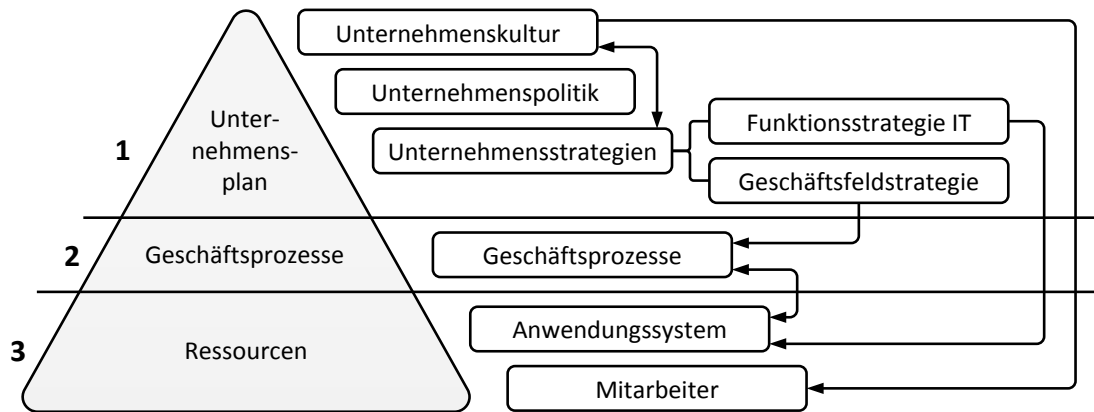 Unternehmenskultur
Unternehmenspolitik
Unternehmensstrategien
Funktionsstrategie IT
Geschäftsfeldstrategie
1
Unter-
nehmens-
plan
2
Geschäftsprozesse
Geschäftsprozesse
3
Ressourcen
Anwendungssystem
Mitarbeiter